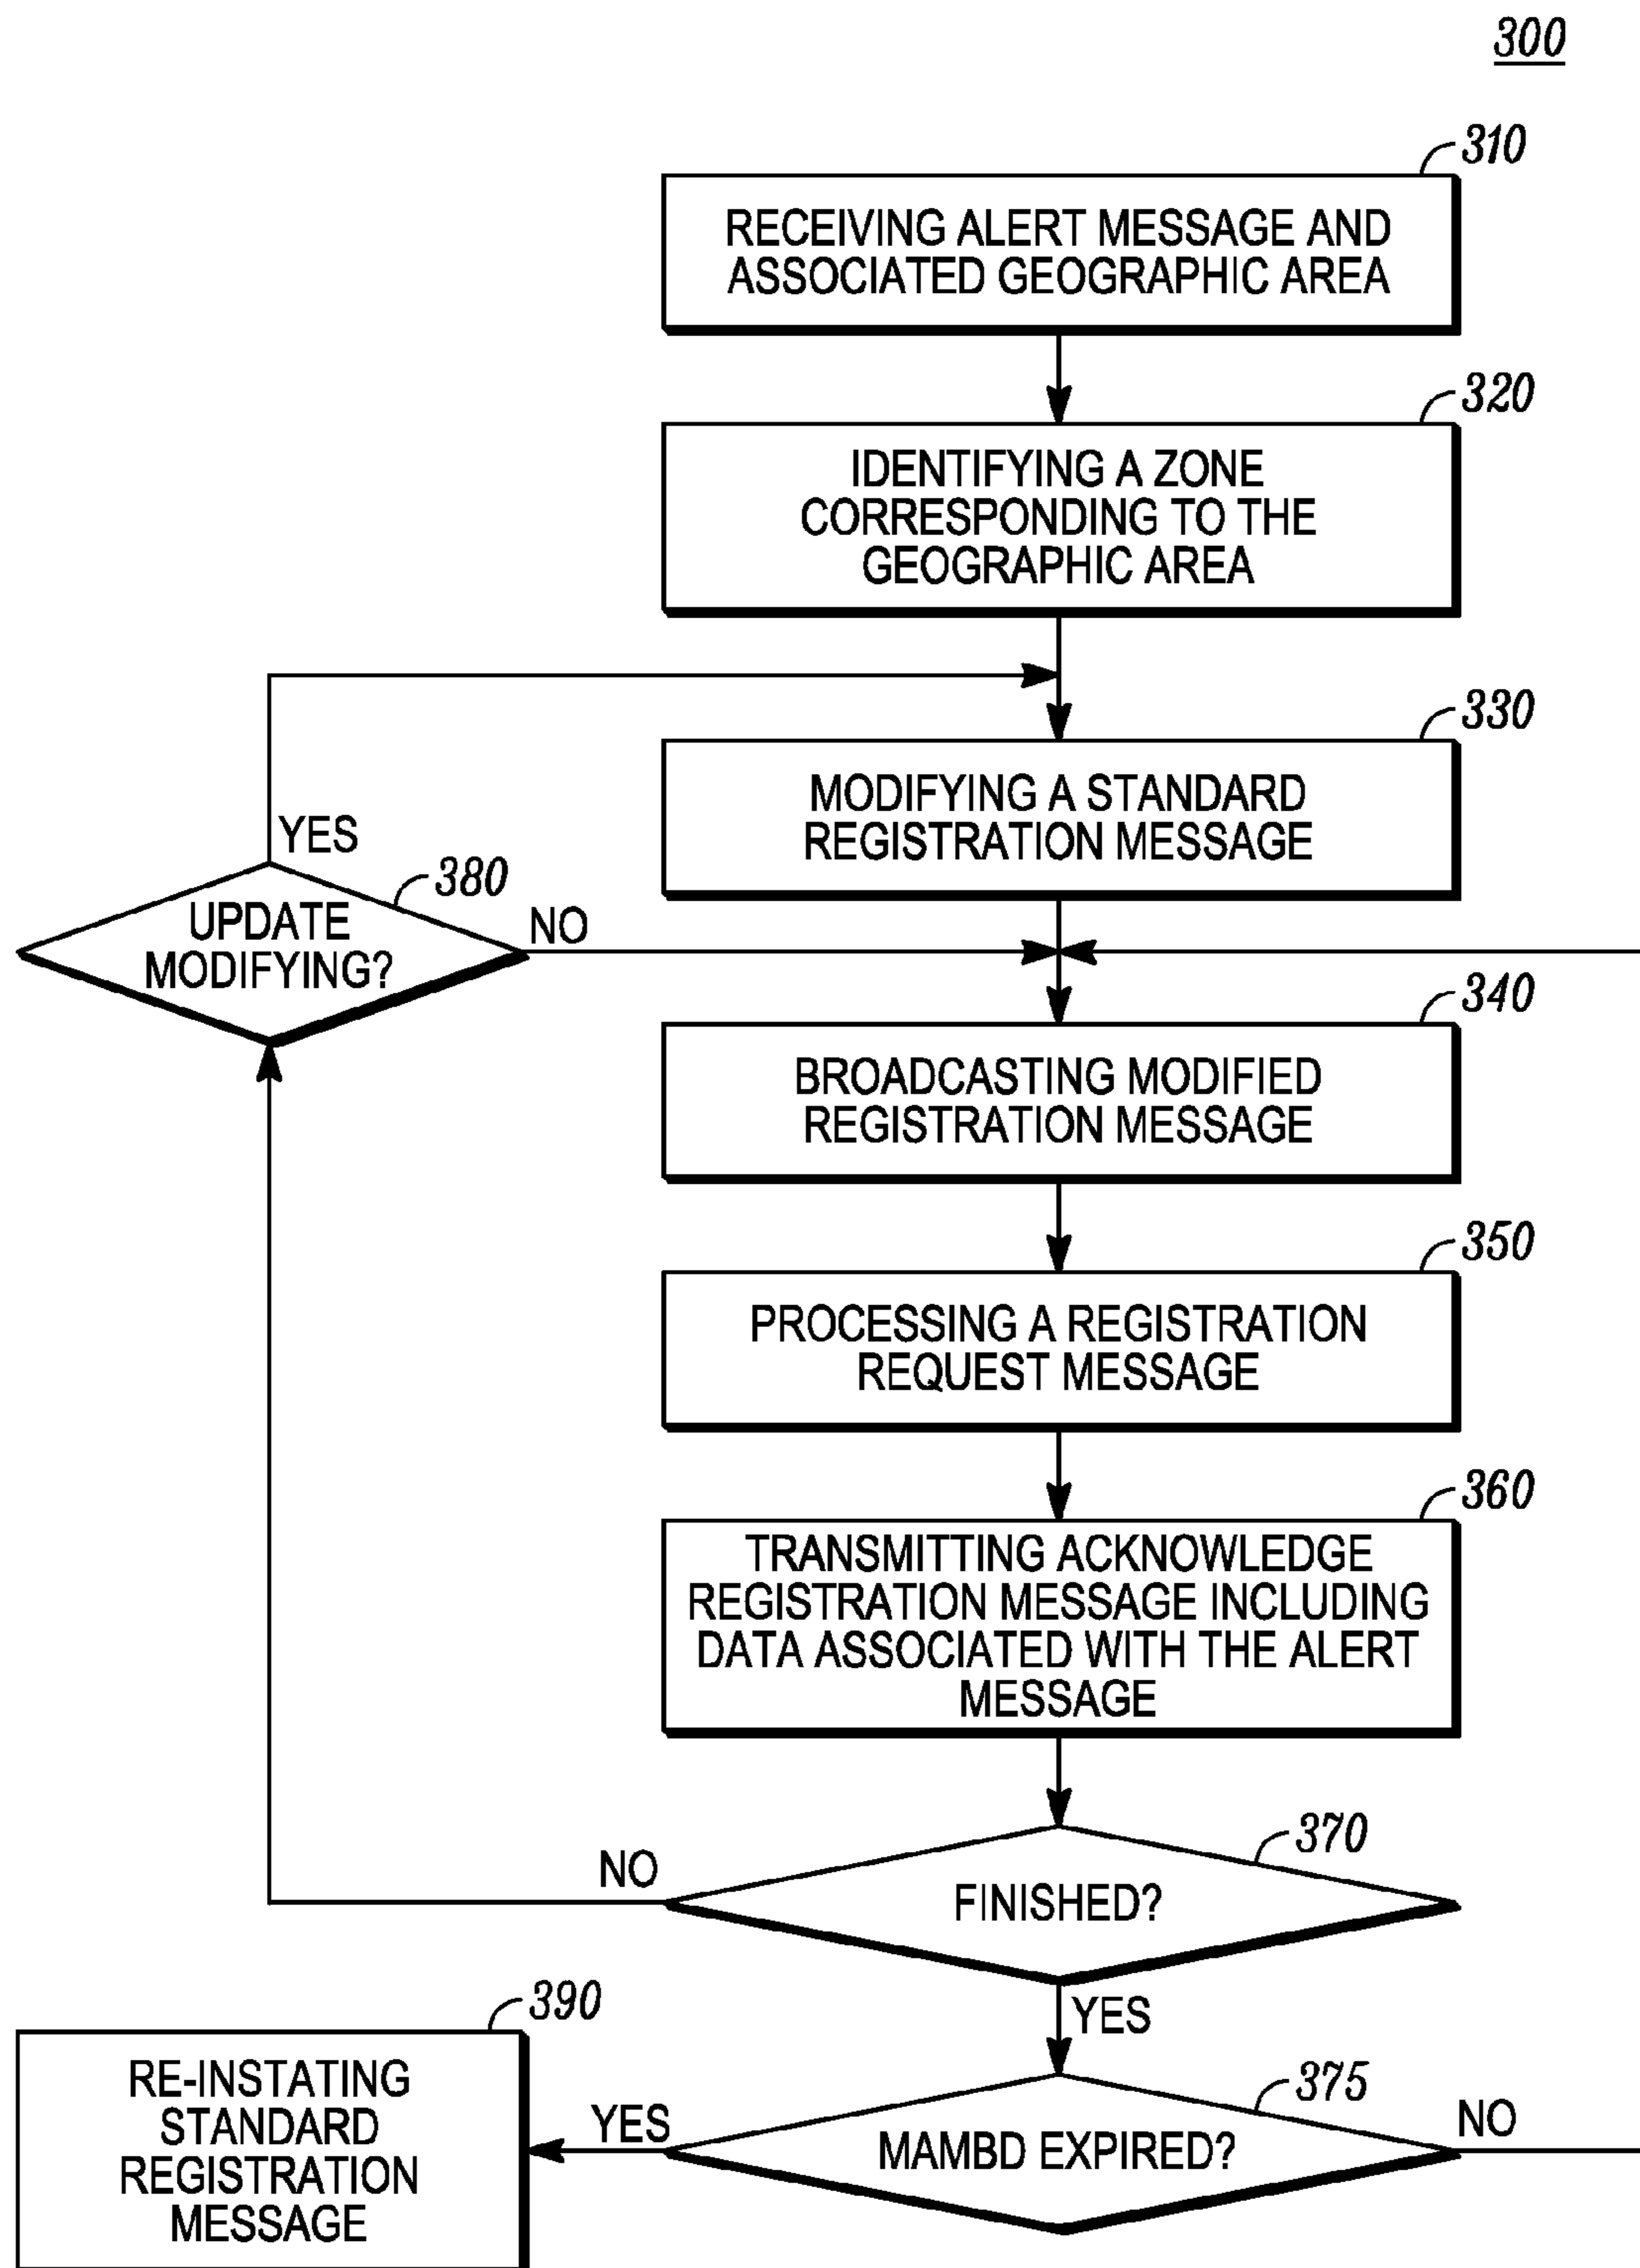 300
310
RECEIVING ALERT MESSAGE AND
ASSOCIATED GEOGRAPHIC AREA
320
IDENTIFYING A ZONE
CORRESPONDING TO THE
GEOGRAPHIC AREA
330
MODIFYING A STANDARD
REGISTRATION MESSAGE
YES
380
UPDATE
MODIFYING?
NO
340
BROADCASTING MODIFIED
REGISTRATION MESSAGE
350
PROCESSING A REGISTRATION
REQUEST MESSAGE
360
TRANSMITTING ACKNOWLEDGE
REGISTRATION MESSAGE INCLUDING
DATA ASSOCIATED WITH THE ALERT
MESSAGE
370
NO
FINISHED?
YES
390
RE-INSTATING
STANDARD
REGISTRATION
MESSAGE
375
YES
MAMBD EXPIRED?
NO